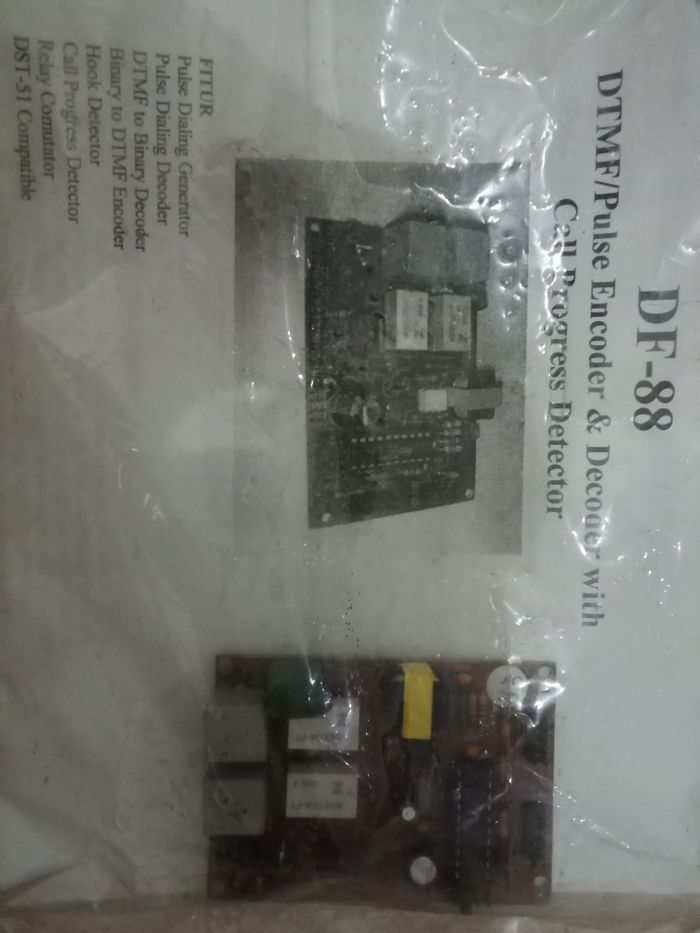 DF-88
DTMF/Pulse Encoder & Decoder with
Call Progress Detector
FITUR
Pulse Dialing Generator
Pulse Dialing Decoder
DTMF to Binary Decoder
Binary to DTMF Encoder
Hook Detector
Call Progress Detector
Relay Comutator
DST-51 Compatible